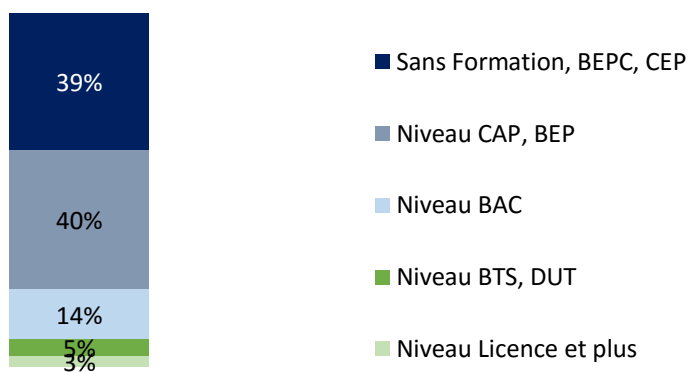 39%
40%
14%
5%
3%
Sans Formation, BEPC, CEP
Niveau CAP, BEP
Niveau BAC
Niveau BTS, DUT
Niveau Licence et plus